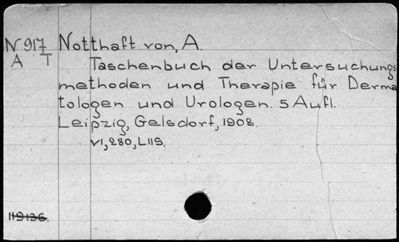 N 917 Notthaft von, A.
A T Taschenbuch der Untersuchungs
methoden und Therapie für Derma
tologen und Urologen. 5 Aufl.
Leipzig, Gelsdorf, 1908.
VI, 280, L11S.
119136.